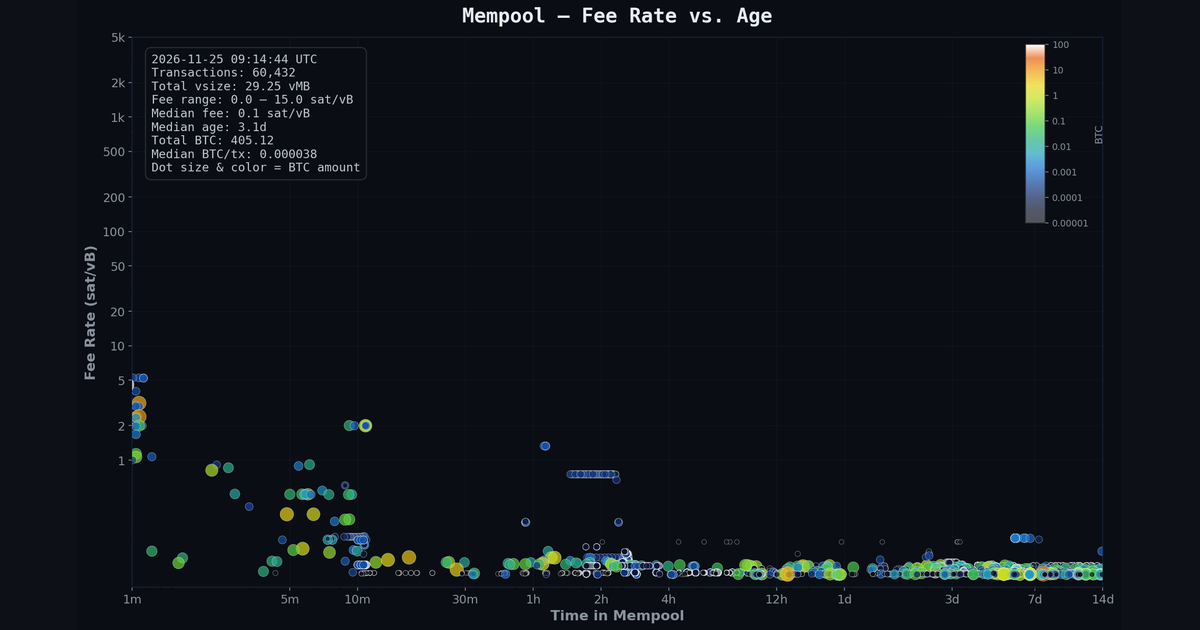 Mempool — Fee Rate vs. Age
5k
2k
1k
500
200
100
50
20
10
5
2
1
Fee Rate (sat/vB)
2026-11-25 09:14:44 UTC
Transactions: 60,432
Total vsize: 29.25 vMB
Fee range: 0.0 – 15.0 sat/vB
Median fee: 0.1 sat/vB
Median age: 3.1d
Total BTC: 405.12
Median BTC/tx: 0.000038
Dot size & color = BTC amount
100
10
1
0.1
0.01
0.001
0.0001
0.00001
BTC
1m
5m
10m
30m
1h
2h
4h
12h
1d
3d
7d
14d
Time in Mempool